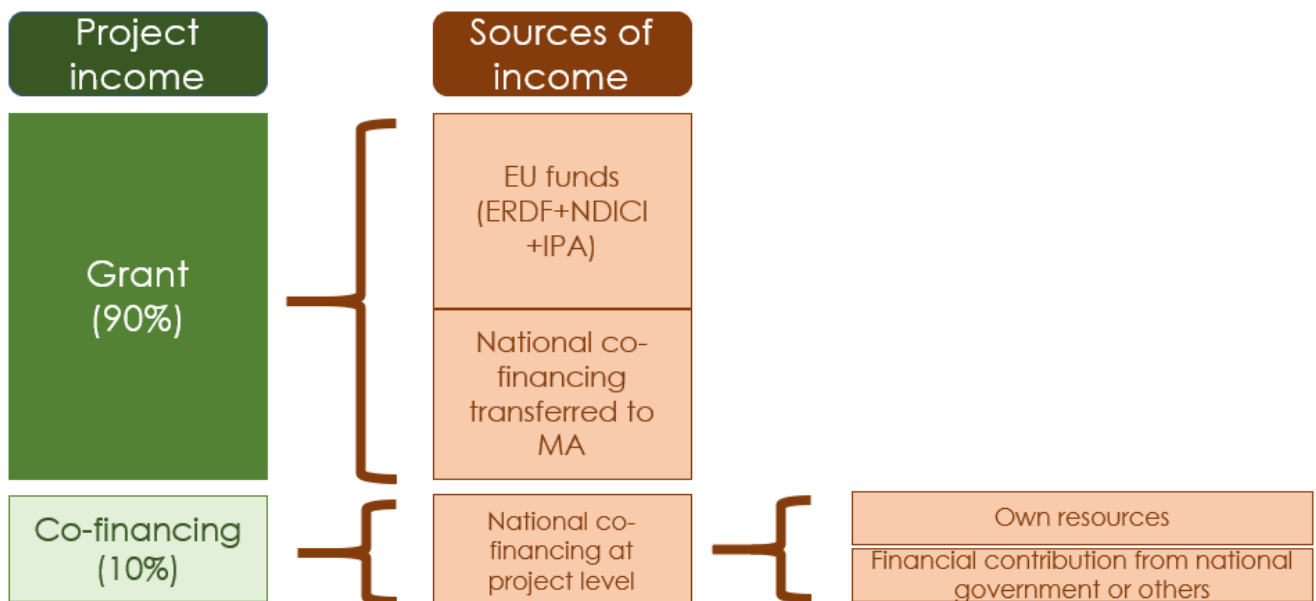 Project
income
Sources of
income
Grant
(90%)
EU funds
(ERDF+NDICI
+IPA)
National co-
financing
transferred to
MA
Co-financing
(10%)
National co-
financing at
project level
Own resources
Financial contribution from national
government or others